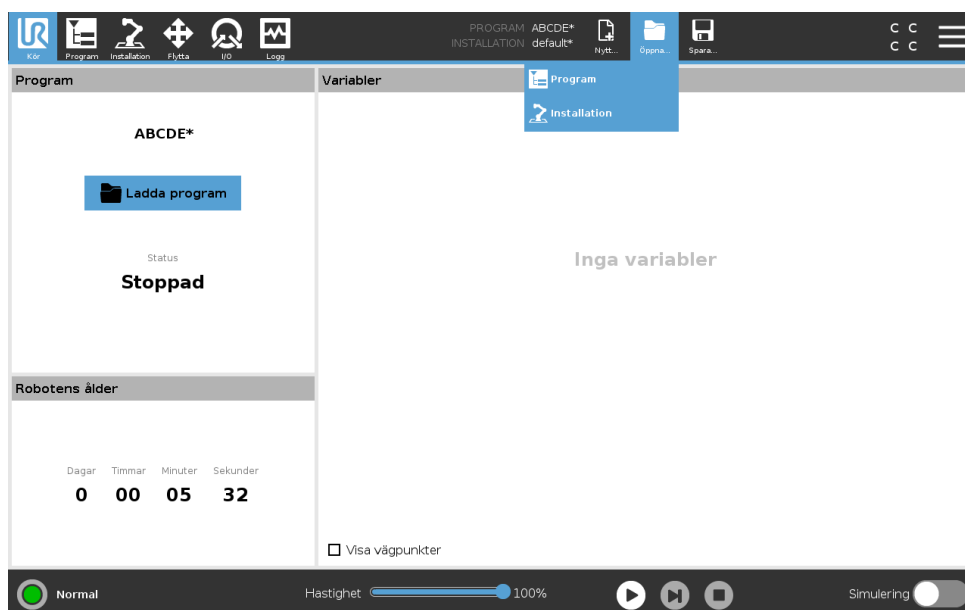 PROGRAM ABCDE*
INSTALLATION default*
UR
Kör
Program
Installation
Flytta
I/O
Logg
Nytt...
Öppna...
Spara...
C C
C C
Program
Installation
Program
ABCDE*
Ladda program
Status
Stoppad
Variabler
Inga variabler
Visa vägpunkter
Robotens ålder
Dagar Timmar Minuter Sekunder
0 00 05 32
Normal
Hastighet 100%
Simulering